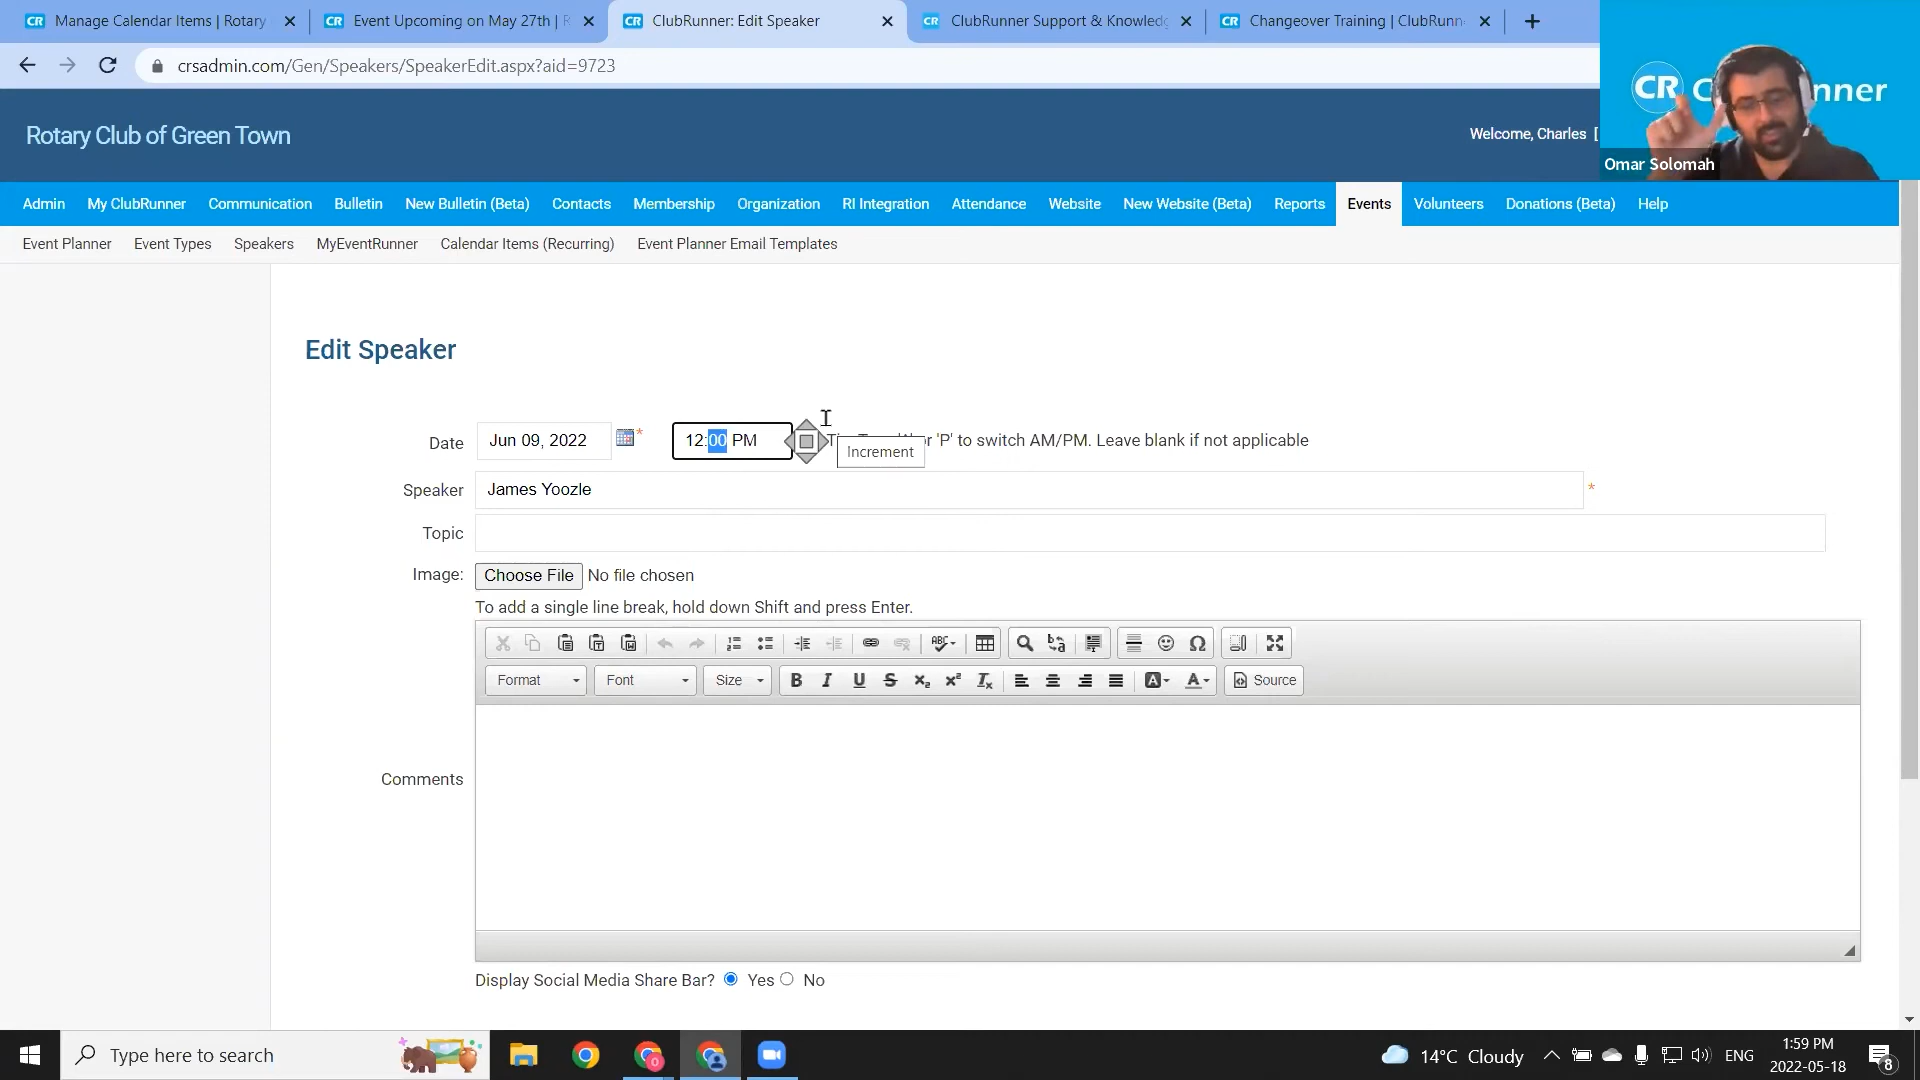 Manage Calendar Items | Rotary
Event Upcoming on May 27th | R
ClubRunner: Edit Speaker
ClubRunner Support & Knowledg
Changeover Training | ClubRunn
crsadmin.com/Gen/Speakers/SpeakerEdit.aspx?aid=9723
CR C nner
Omar Solomah
Rotary Club of Green Town
Welcome, Charles [
Admin My ClubRunner Communication Bulletin New Bulletin (Beta) Contacts Membership Organization RI Integration Attendance Website New Website (Beta) Reports Events Volunteers Donations (Beta) Help
Event Planner Event Types Speakers MyEventRunner Calendar Items (Recurring) Event Planner Email Templates
Edit Speaker
Date Jun 09, 2022 * 12:00 PM 'P' to switch AM/PM. Leave blank if not applicable
Increment
Speaker James Yoozle *
Topic
Image: Choose File No file chosen
To add a single line break, hold down Shift and press Enter.
Format Font Size Source
Comments
Display Social Media Share Bar? Yes No
Type here to search
14°C Cloudy
ENG
1:59 PM
2022-05-18
8